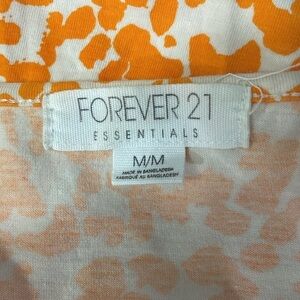 FOREVER 21
ESSENTIALS
M/M
MADE IN BANGLADESH
FABRIQUÉ AU BANGLADESH